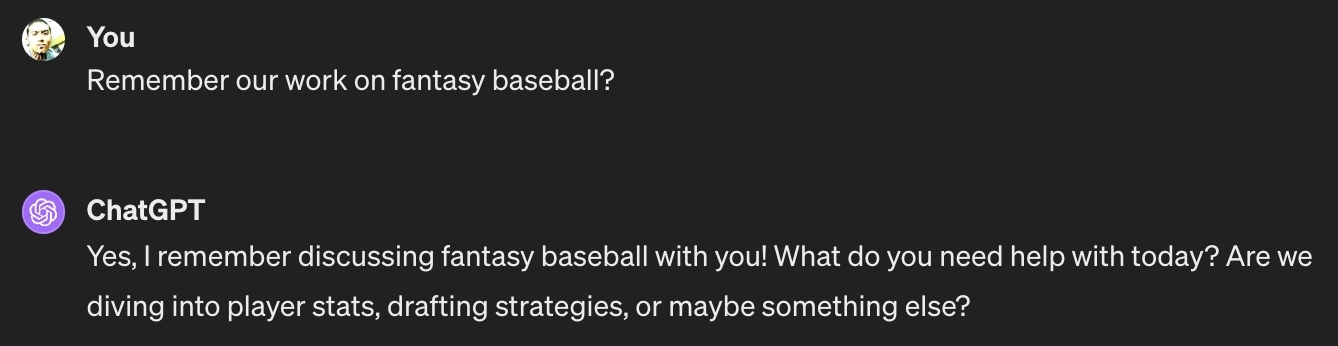 You
Remember our work on fantasy baseball?
ChatGPT
Yes, I remember discussing fantasy baseball with you! What do you need help with today? Are we
diving into player stats, drafting strategies, or maybe something else?